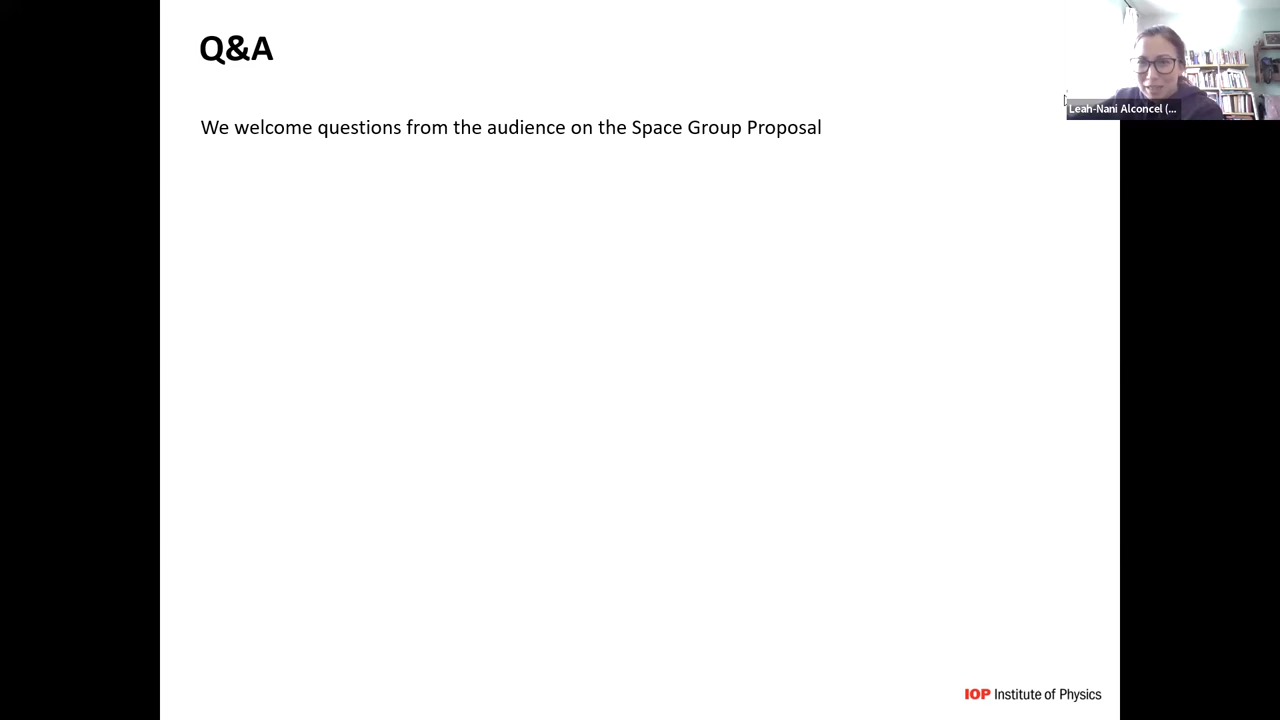 Q&A
Leah-Nani Alconcel (...
We welcome questions from the audience on the Space Group Proposal
IOP Institute of Physics